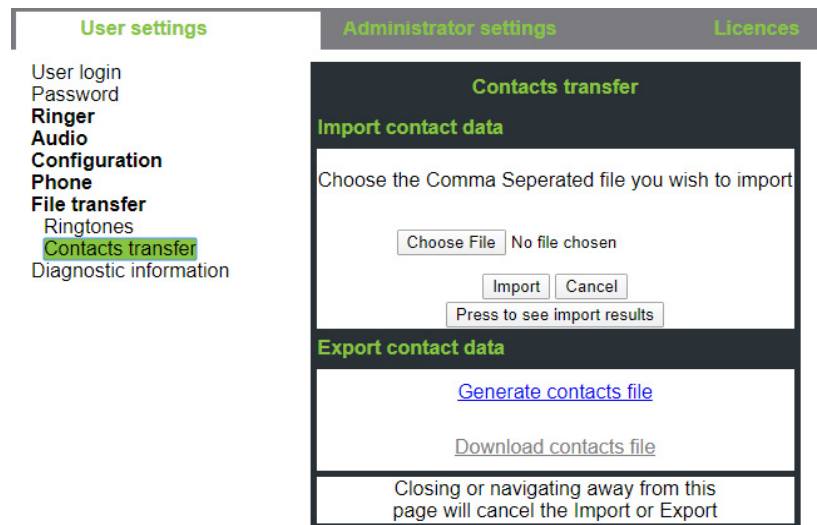 User settings
Administrator settings
Licences
User login
Password
Ringer
Audio
Configuration
Phone
File transfer
Ringtones
Contacts transfer
Diagnostic information
Contacts transfer
Import contact data
Choose the Comma Seperated file you wish to import
Choose File No file chosen
Import Cancel
Press to see import results
Export contact data
Generate contacts file
Download contacts file
Closing or navigating away from this
page will cancel the Import or Export